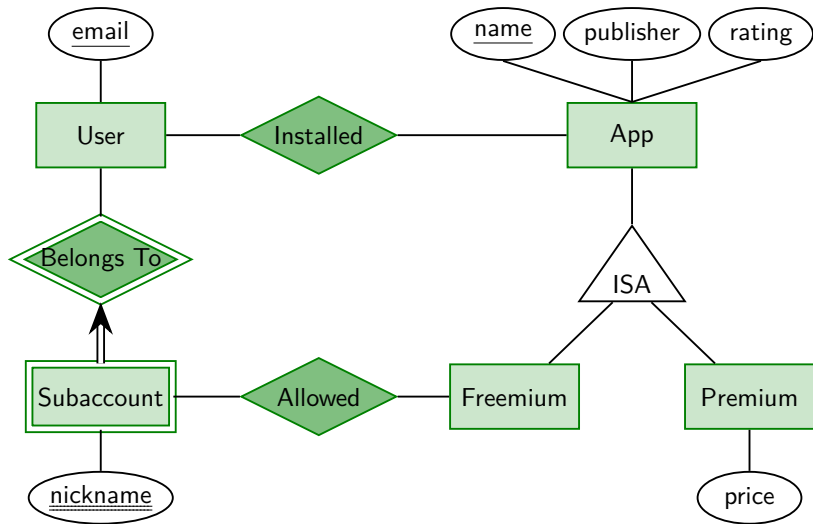 email
name
publisher
rating
User
Installed
App
Belongs To
ISA
Subaccount
Allowed
Freemium
Premium
nickname
price